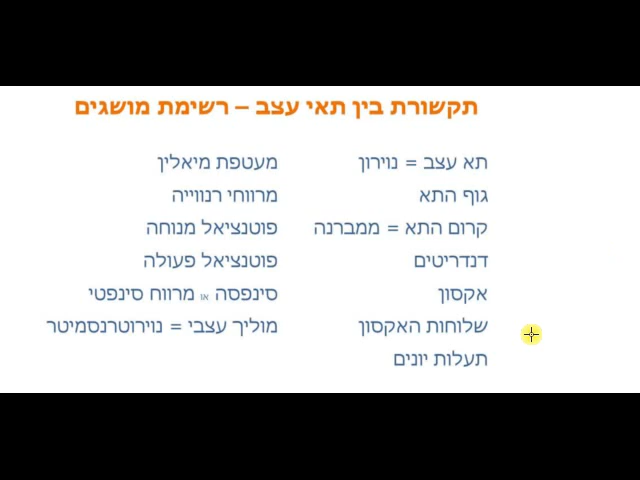 תקשורת בין תאי עצב – רשימת מושגים
תא עצב = נוירון
גוף התא
קרום התא = ממברנה
דנדריטים
אקסון
שלוחות האקסון
תעלות יונים
מעטפת מיאלין
מרווחי רנווייה
פוטנציאל מנוחה
פוטנציאל פעולה
סינפסה או מרווח סינפטי
מוליך עצבי = נוירוטרנסמיטר